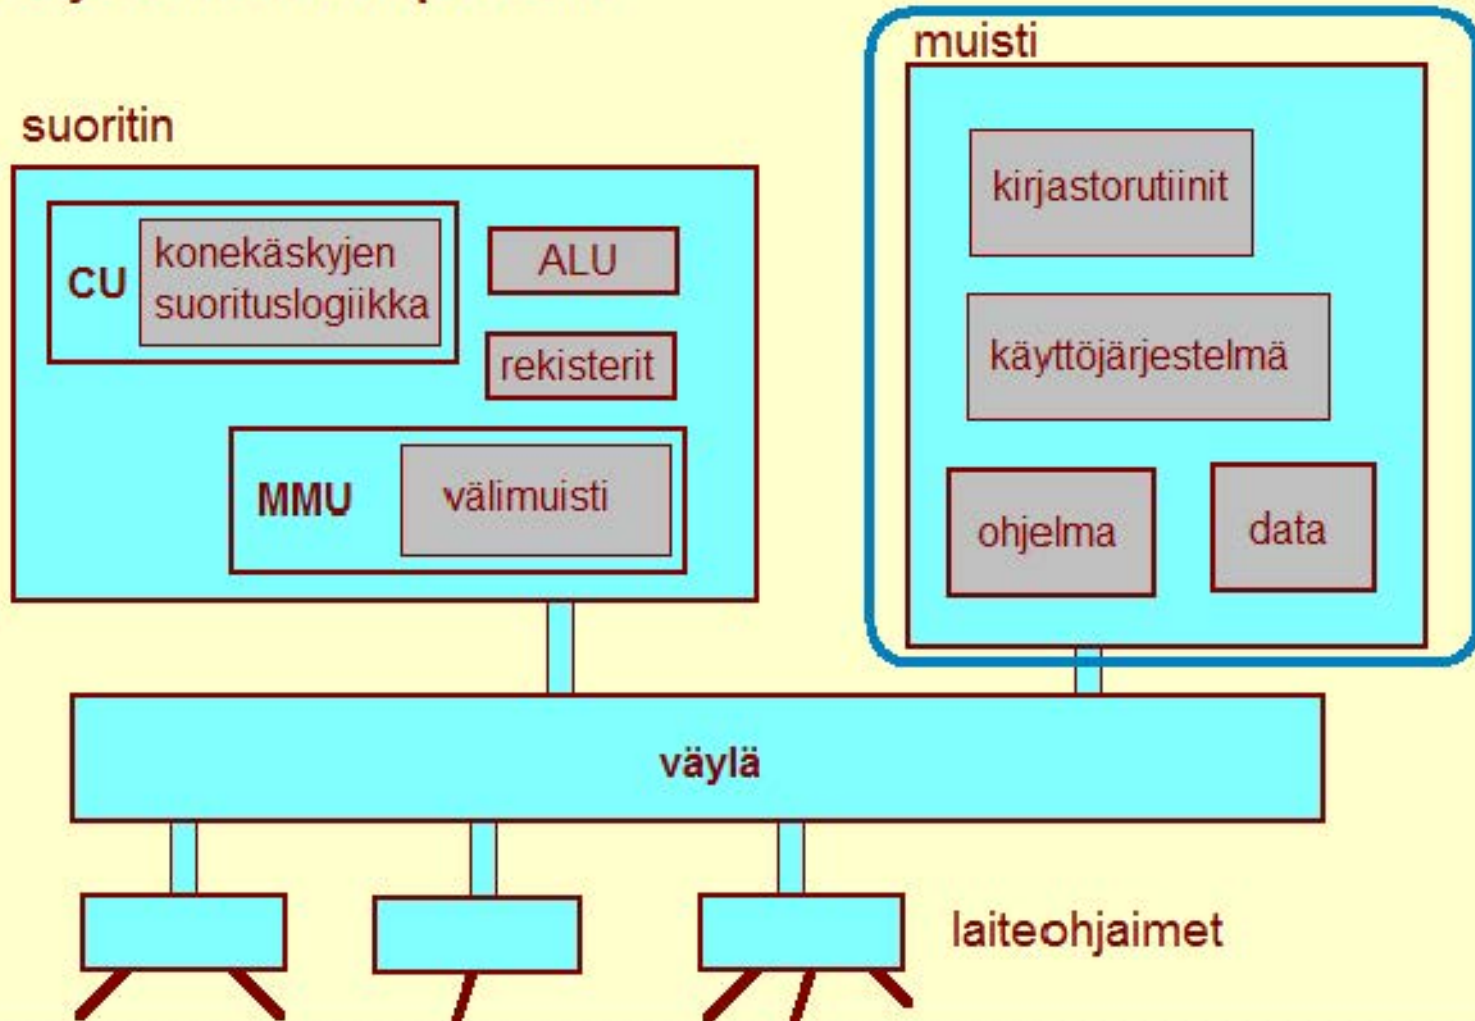 muisti
suoritin
kirjastorutiinit
CU
konekäskyjen
suorituslogiikka
ALU
rekisterit
käyttöjärjestelmä
MMU
välimuisti
ohjelma
data
väylä
laiteohjaimet